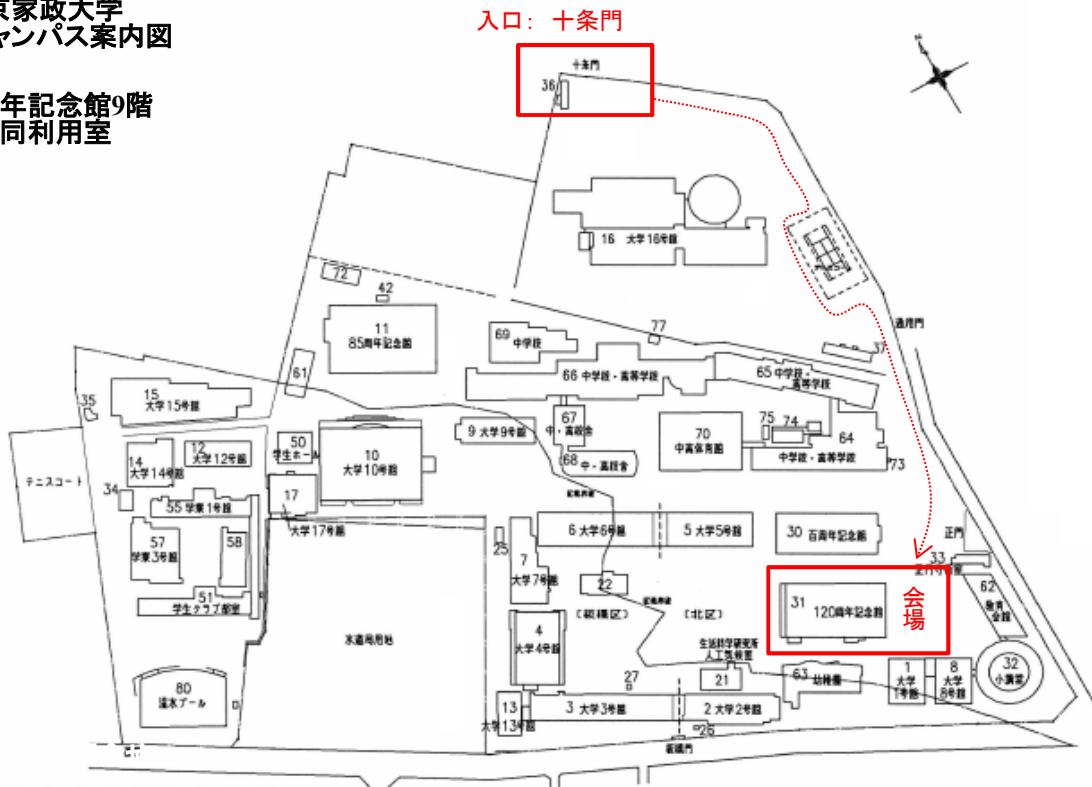 京家政大学
ャンパス案内図
年記念館9階
同利用室
入口： 十条門
十条門
36
16 大学16号館
72
42
11
85周年記念館
69 中学校
77
通用門
37
61
66 中学校・高等学校
65 中学校・
高等学校
15
大学15号館
35
67
中・高校舎
75
74
64
中学校・高等学校
73
70
中高体育館
9 大学9号館
50
学生ホール
10
大学10号館
12
大学12号館
14
大学14号館
テニスコート
34
68 中・高校舎
17
大学17号館
55 学寮1号館
57
学寮3号館
58
51
学生クラブ部室
6 大学6号館
5 大学5号館
30 百周年記念館
正門
33
25
7
大学7号館
22
62
教育
会館
31
120周年記念館
会場
（板橋区）
（北区）
4
大学4号館
水道局用地
生活科学研究所
人工気候室
21
63 幼稚園
1
大学
1号館
8
大学
8号館
32
小講堂
80
温水プール
27
13
大学13号館
3 大学3号館
2 大学2号館
26
板橋門